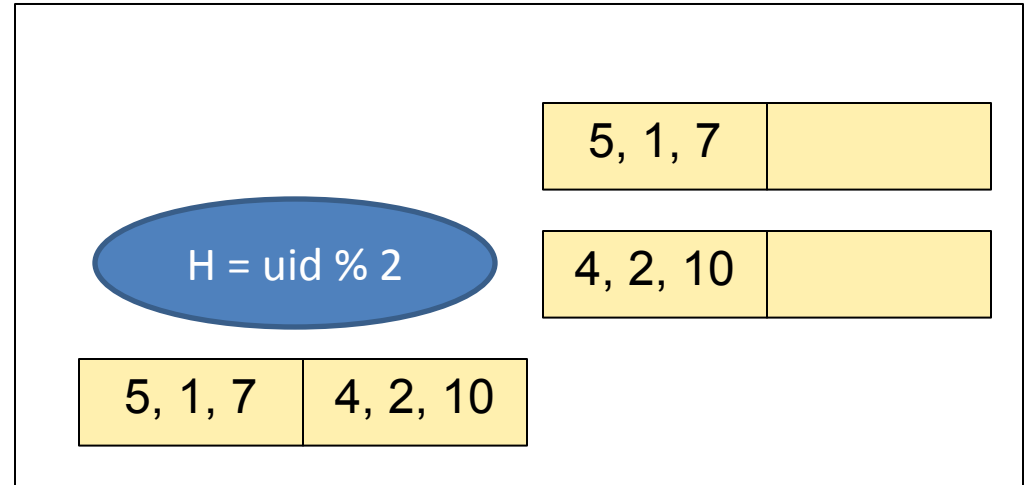 5, 1, 7
H = uid % 2
4, 2, 10
5, 1, 7
4, 2, 10